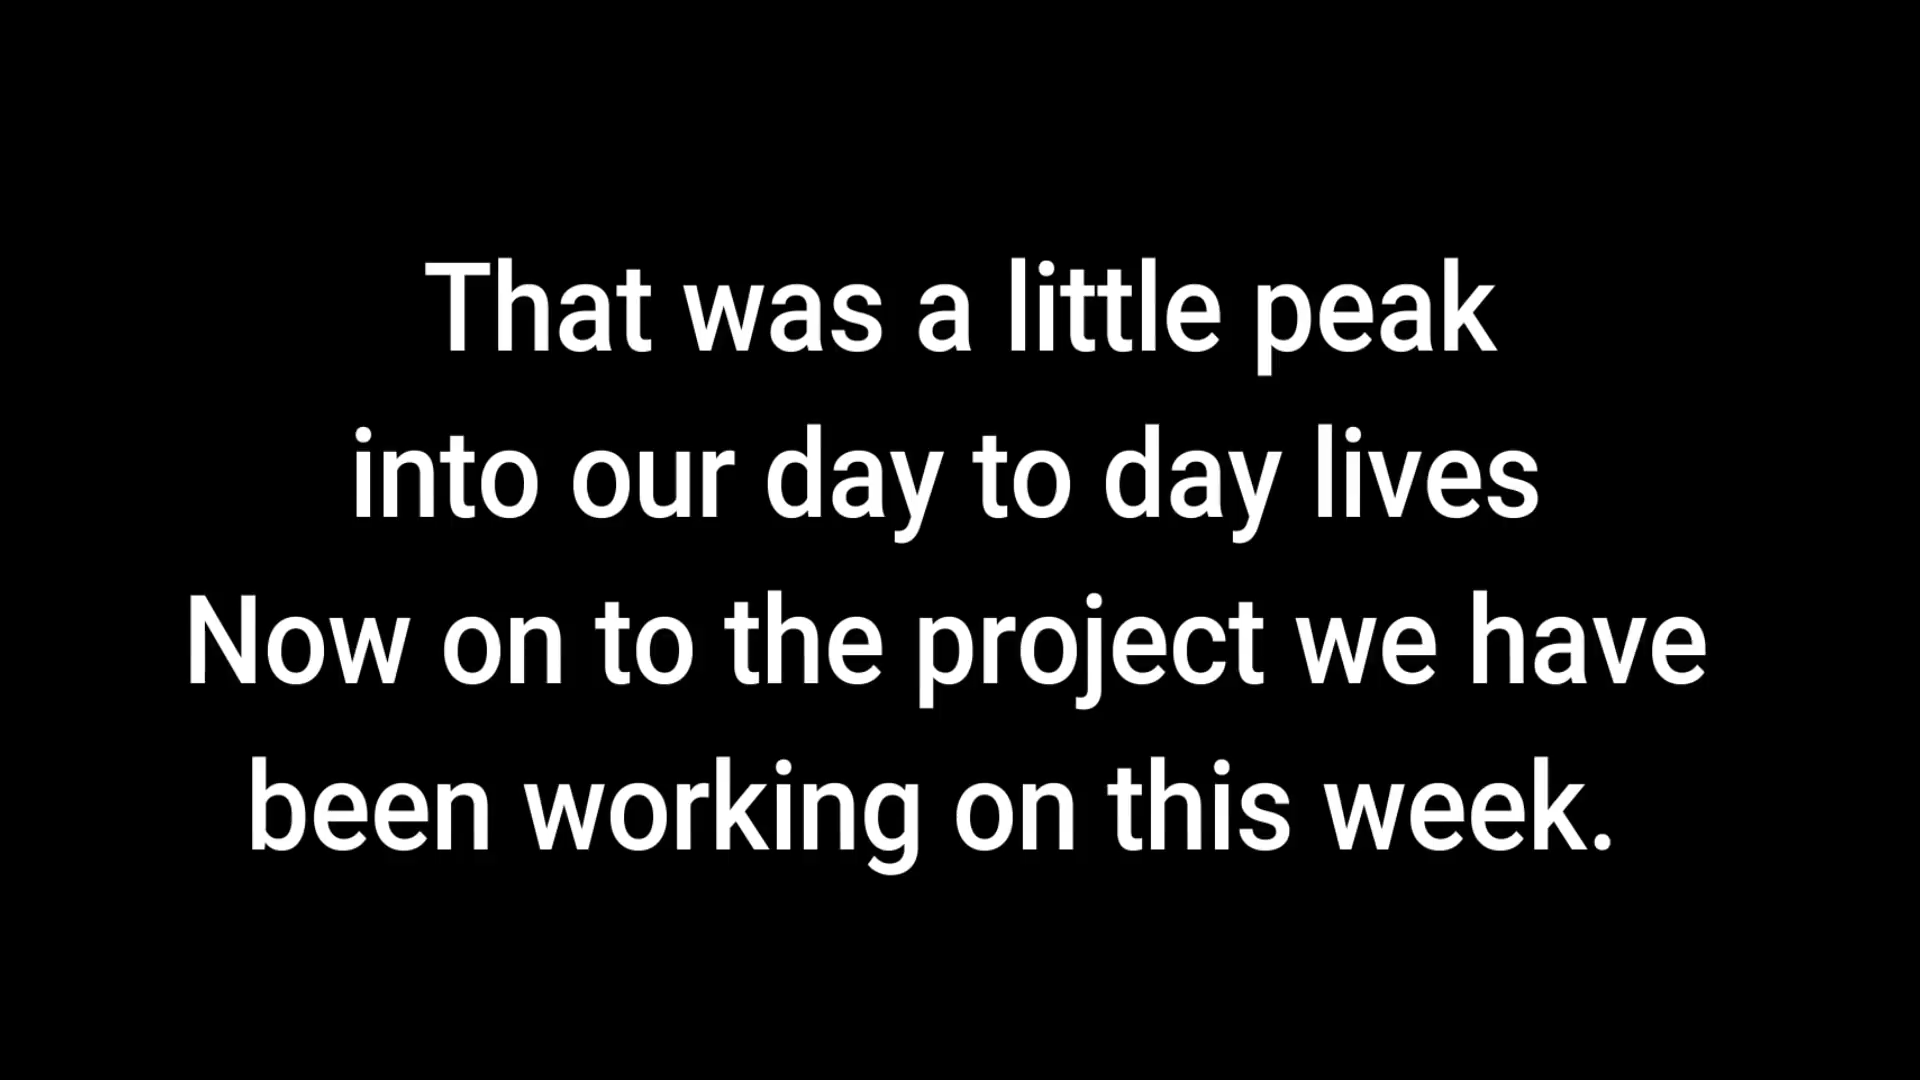 That was a little peak
into our day to day lives
Now on to the project we have
been working on this week.